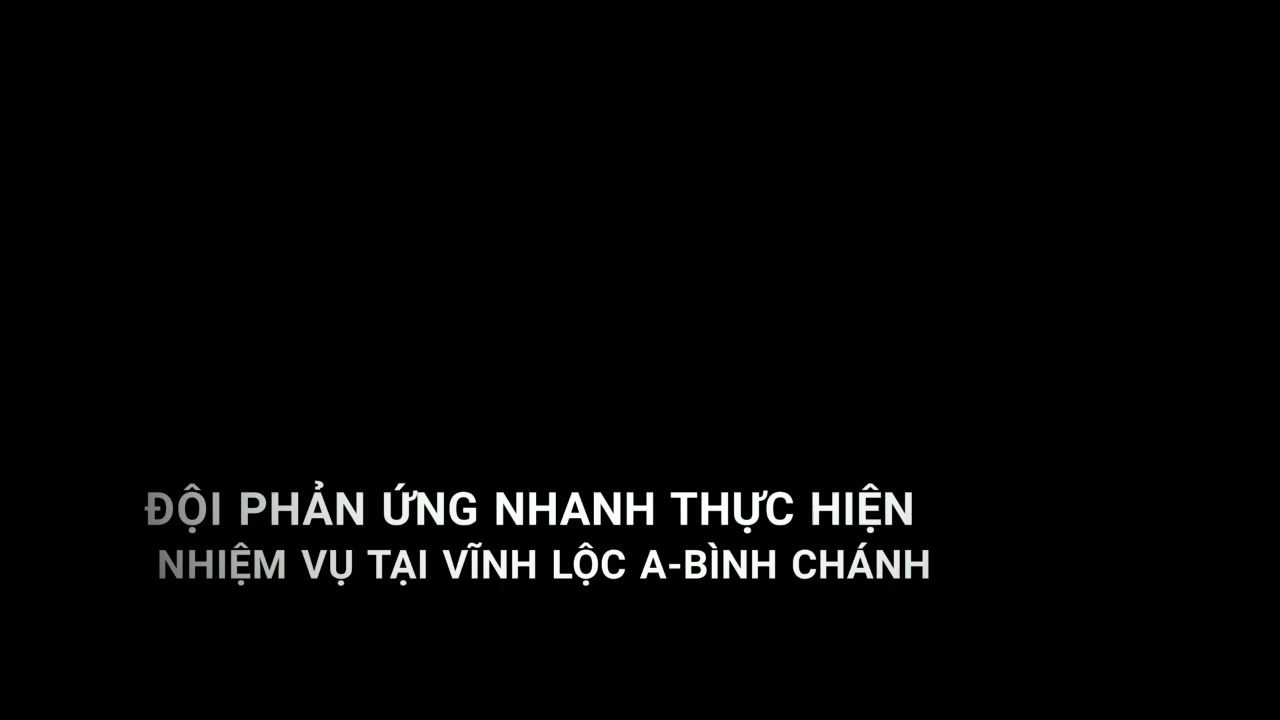 ĐỘI PHẢN ỨNG NHANH THỰC HIỆN
NHIỆM VỤ TẠI VĨNH LỘC A-BÌNH CHÁNH